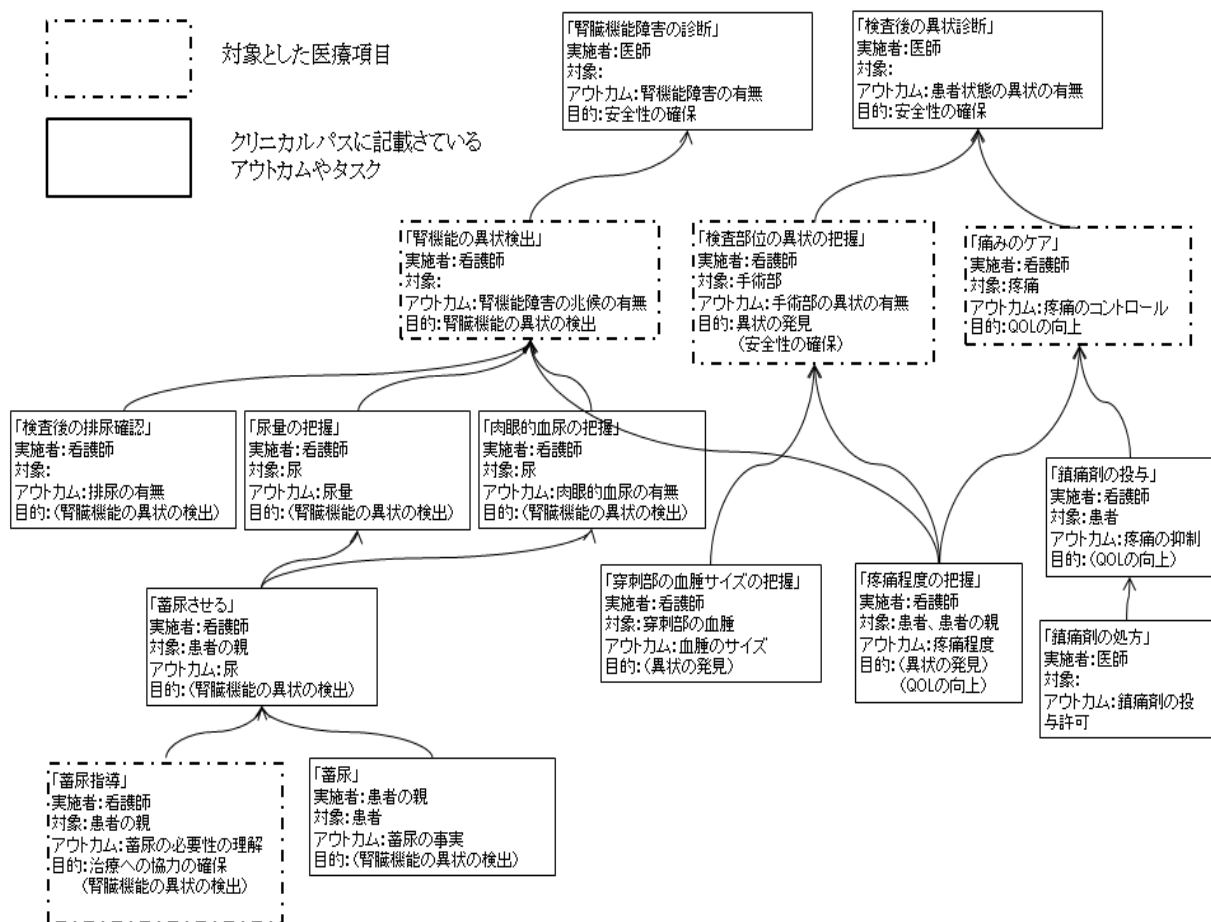 対象とした医療項目
クリニカルパスに記載されている
アウトカムやタスク
「腎臓機能障害の診断」
実施者:医師
対象:
アウトカム:腎機能障害の有無
目的:安全性の確保
「検査後の異状診断」
実施者:医師
対象:
アウトカム:患者状態の異状の有無
目的:安全性の確保
「腎機能の異状検出」
実施者:看護師
対象:
アウトカム:腎機能障害の兆候の有無
目的:腎臓機能の異状の検出
「検査部位の異状の把握」
実施者:看護師
対象:手術部
アウトカム:手術部の異状の有無
目的:異状の発見
(安全性の確保)
「痛みのケア」
実施者:看護師
対象:疼痛
アウトカム:疼痛のコントロール
目的:QOLの向上
「検査後の排尿確認」
実施者:看護師
対象:
アウトカム:排尿の有無
目的:(腎臓機能の異状の検出)
「尿量の把握」
実施者:看護師
対象:尿
アウトカム:尿量
目的:(腎臓機能の異状の検出)
「肉眼的血尿の把握」
実施者:看護師
対象:尿
アウトカム:肉眼的血尿の有無
目的:(腎臓機能の異状の検出)
「鎮痛剤の投与」
実施者:看護師
対象:患者
アウトカム:疼痛の抑制
目的:(QOLの向上)
「蓄尿させる」
実施者:看護師
対象:患者の親
アウトカム:尿
目的:(腎臓機能の異状の検出)
「穿刺部の血腫サイズの把握」
実施者:看護師
対象:穿刺部の血腫
アウトカム:血腫のサイズ
目的:(異状の発見)
「疼痛程度の把握」
実施者:看護師
対象:患者、患者の親
アウトカム:疼痛程度
目的:(異状の発見)
(QOLの向上)
「鎮痛剤の処方」
実施者:医師
対象:
アウトカム:鎮痛剤の投
与許可
「蓄尿指導」
実施者:看護師
対象:患者の親
アウトカム:蓄尿の必要性の理解
目的:治療への協力の確保
(腎臓機能の異状の検出)
「蓄尿」
実施者:患者の親
対象:患者
アウトカム:蓄尿の事実
目的:(腎臓機能の異状の検出)